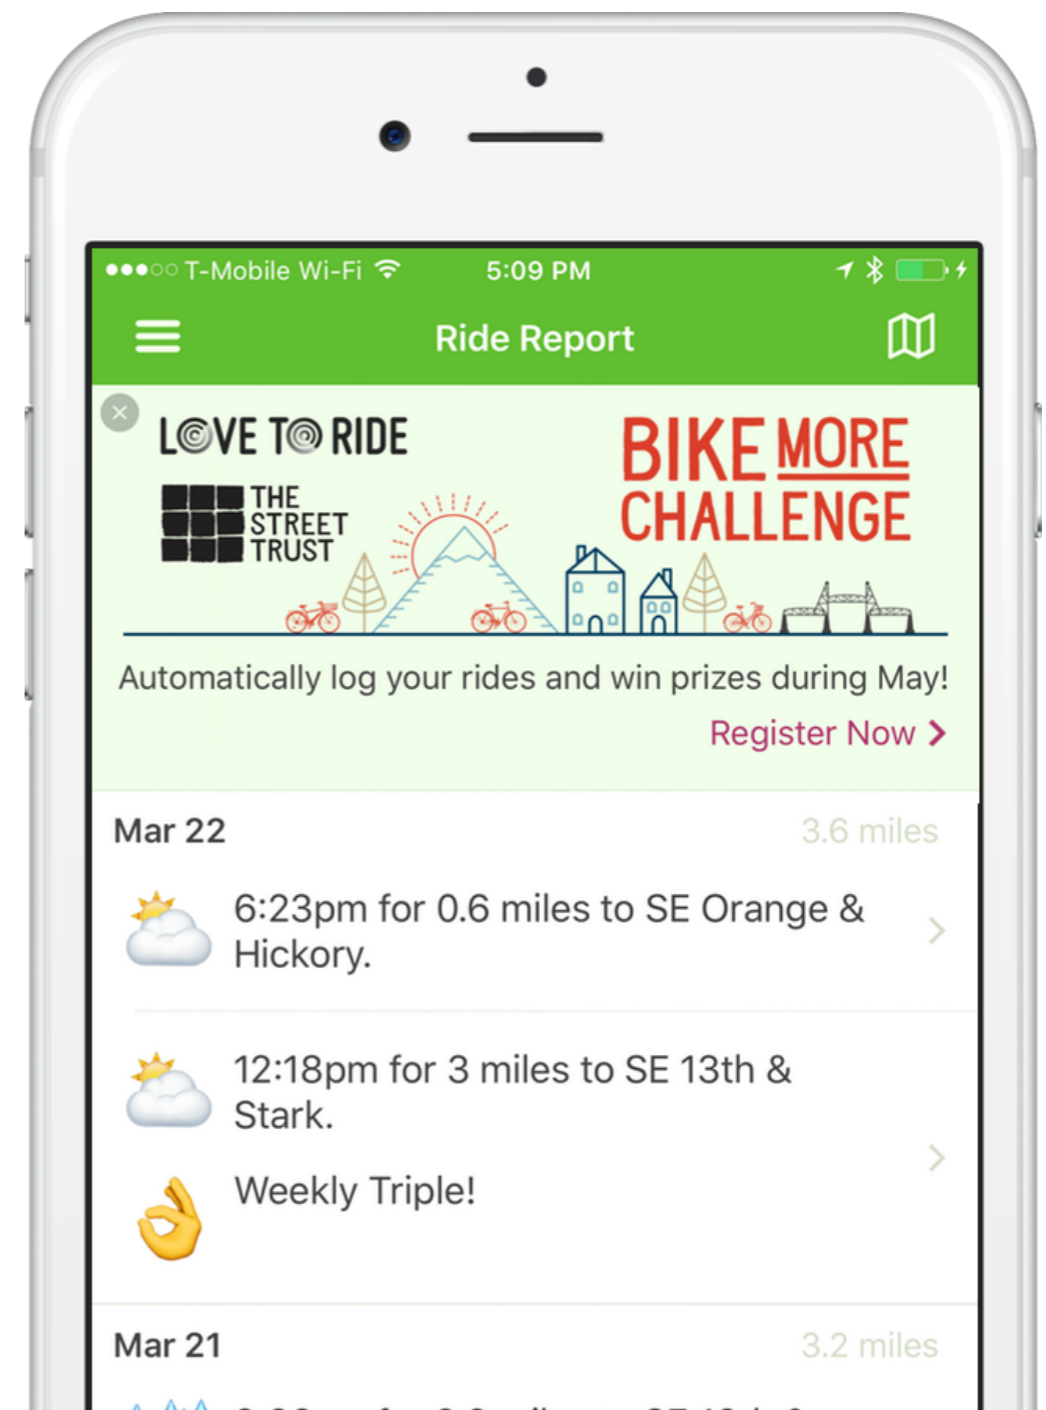 T-Mobile Wi-Fi 5:09 PM
Ride Report
LOVE TO RIDE
THE
STREET
TRUST
BIKE MORE
CHALLENGE
Automatically log your rides and win prizes during May!
Register Now
Mar 22 3.6 miles
6:23pm for 0.6 miles to SE Orange &
Hickory.
12:18pm for 3 miles to SE 13th &
Stark.
Weekly Triple!
Mar 21 3.2 miles